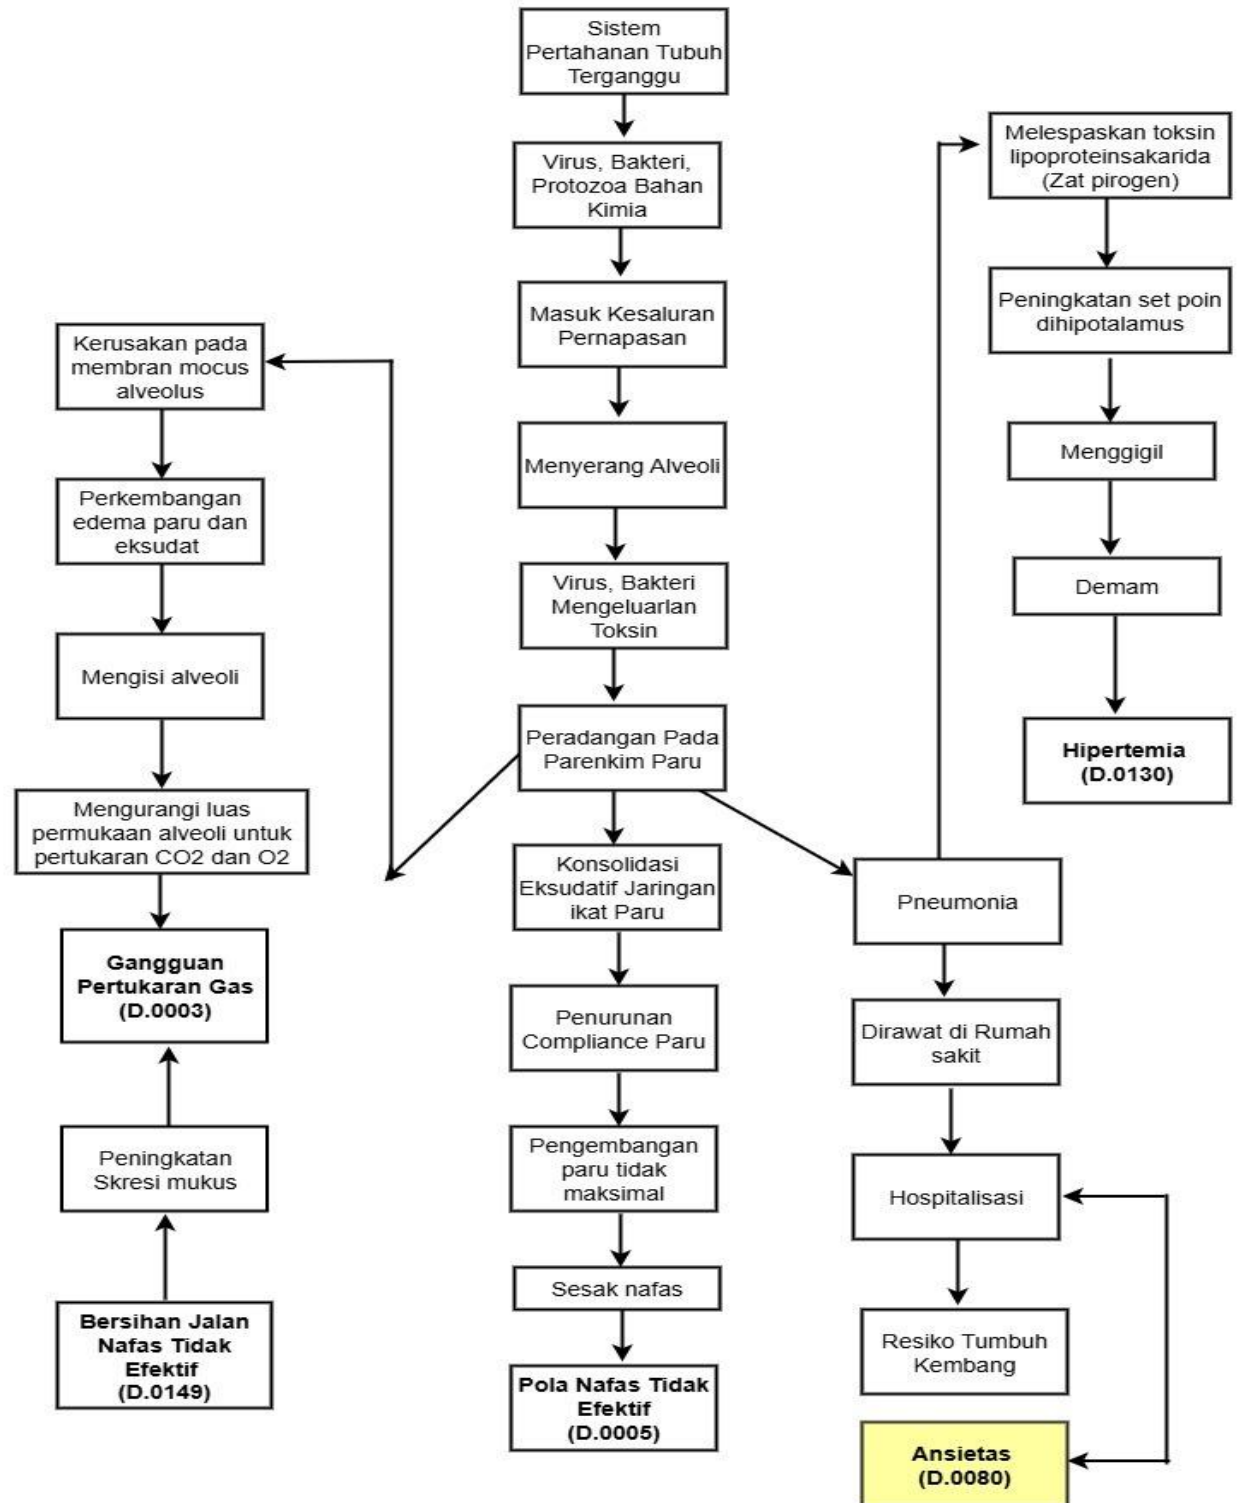 Sistem
Pertahanan Tubuh
Terganggu
Virus, Bakteri,
Protozoa Bahan
Kimia
Masuk Kesaluran
Pernapasan
Menyerang Alveoli
Virus, Bakteri
Mengeluarlan
Toksin
Peradangan Pada
Parenkim Paru
Kerusakan pada
membran mocus
alveolus
Perkembangan
edema paru dan
eksudat
Mengisi alveoli
Mengurangi luas
permukaan alveoli untuk
pertukaran CO2 dan O2
Gangguan
Pertukaran Gas
(D.0003)
Peningkatan
Skresi mukus
Bersihan Jalan
Nafas Tidak
Efektif
(D.0149)
Konsolidasi
Eksudatif Jaringan
ikat Paru
Penurunan
Compliance Paru
Pengembangan
paru tidak
maksimal
Sesak nafas
Pola Nafas Tidak
Efektif
(D.0005)
Melespaskan toksin
lipoproteinsakarida
(Zat pirogen)
Peningkatan set poin
dihipotalamus
Menggigil
Demam
Hipertemia
(D.0130)
Pneumonia
Dirawat di Rumah
sakit
Hospitalisasi
Resiko Tumbuh
Kembang
Ansietas
(D.0080)